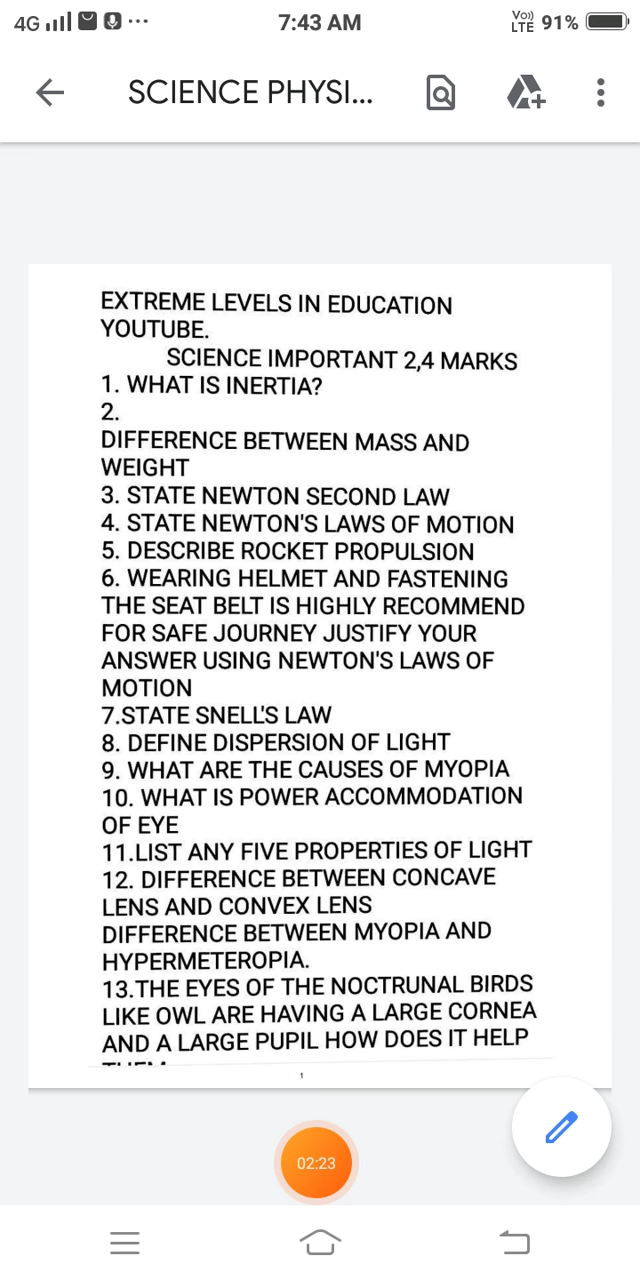 4G ... 7:43 AM Vo)) LTE 91%
SCIENCE PHYSI...
EXTREME LEVELS IN EDUCATION
YOUTUBE.
SCIENCE IMPORTANT 2,4 MARKS
1. WHAT IS INERTIA?
2.
DIFFERENCE BETWEEN MASS AND
WEIGHT
3. STATE NEWTON SECOND LAW
4. STATE NEWTON'S LAWS OF MOTION
5. DESCRIBE ROCKET PROPULSION
6. WEARING HELMET AND FASTENING
THE SEAT BELT IS HIGHLY RECOMMEND
FOR SAFE JOURNEY JUSTIFY YOUR
ANSWER USING NEWTON'S LAWS OF
MOTION
7.STATE SNELL'S LAW
8. DEFINE DISPERSION OF LIGHT
9. WHAT ARE THE CAUSES OF MYOPIA
10. WHAT IS POWER ACCOMMODATION
OF EYE
11.LIST ANY FIVE PROPERTIES OF LIGHT
12. DIFFERENCE BETWEEN CONCAVE
LENS AND CONVEX LENS
DIFFERENCE BETWEEN MYOPIA AND
HYPERMETEROPIA.
13.THE EYES OF THE NOCTRUNAL BIRDS
LIKE OWL ARE HAVING A LARGE CORNEA
AND A LARGE PUPIL HOW DOES IT HELP
1
02:23